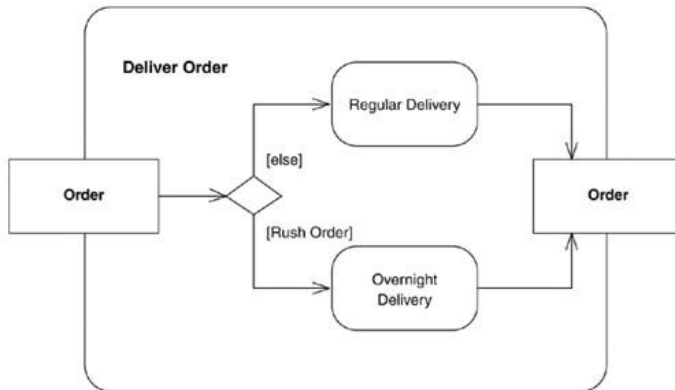 Deliver Order
Regular Delivery
[else]
Order
Order
[Rush Order]
Overnight
Delivery